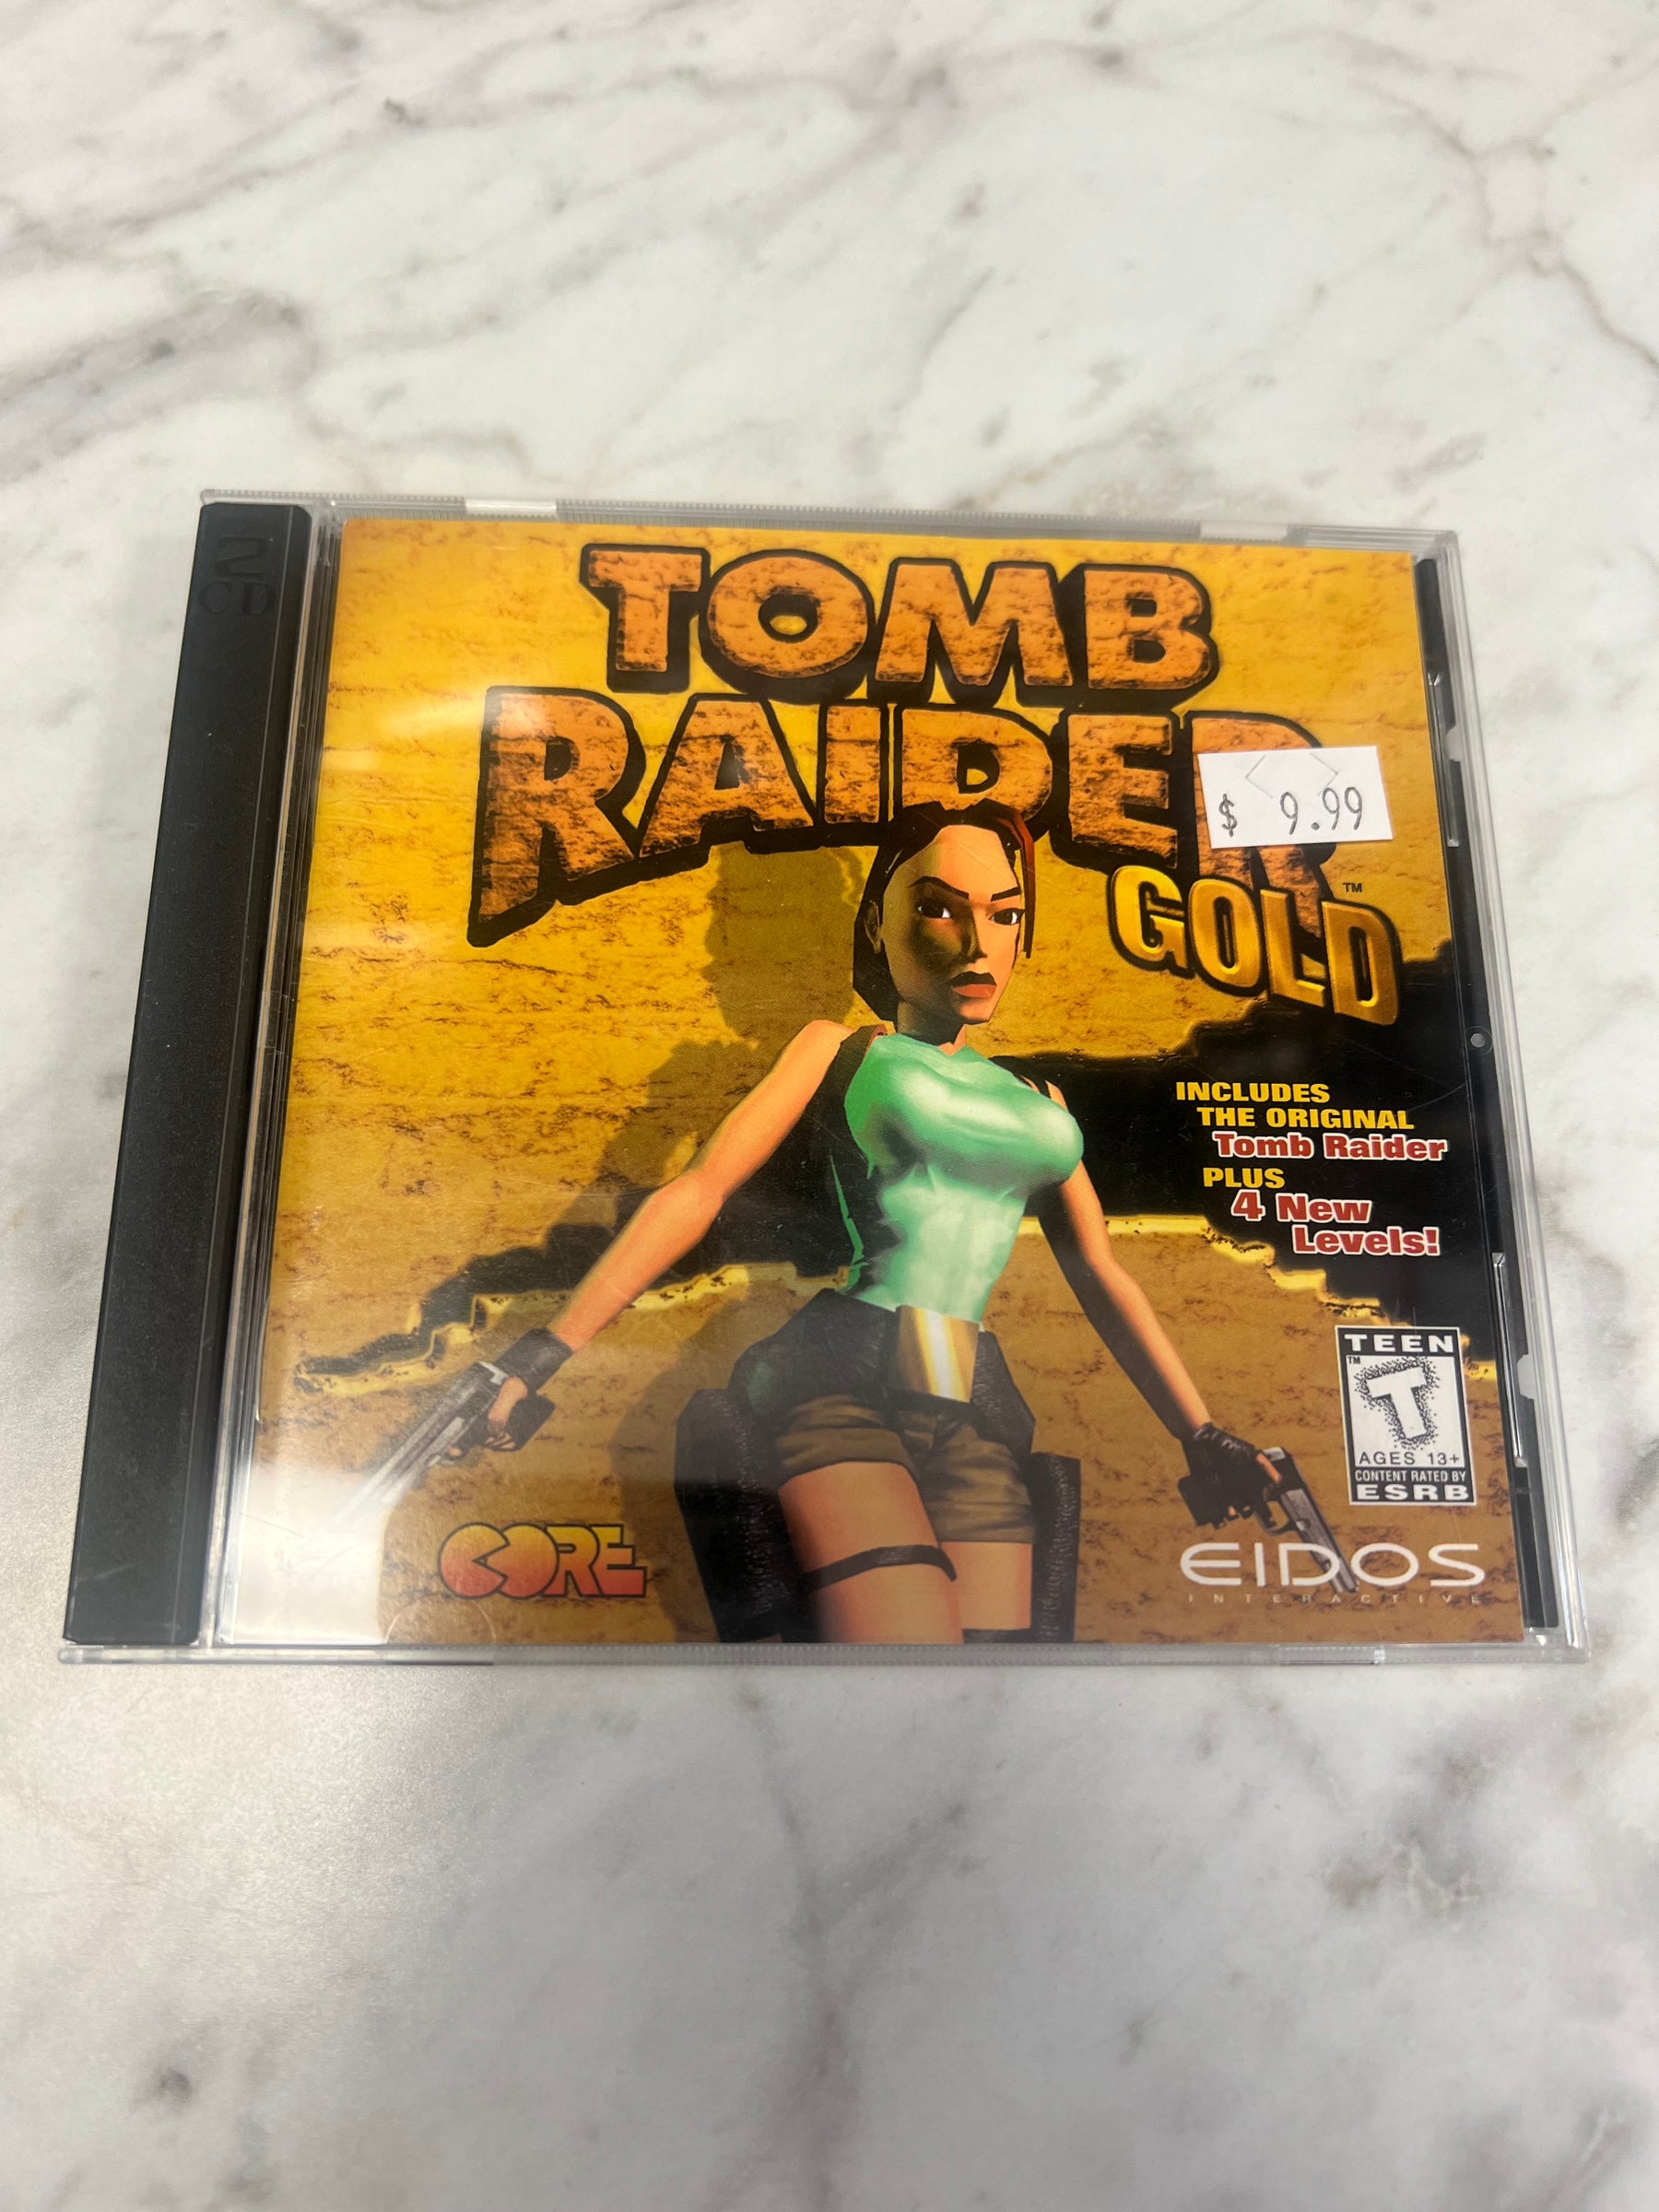 2
CD
TOMB
RAIDER
$ 9.99
GOLD™
INCLUDES
THE ORIGINAL
Tomb Raider
PLUS
4 New
Levels!
TEEN
™
T
AGES 13+
CONTENT RATED BY
ESRB
CORE
EIDOS
INTERACTIVE